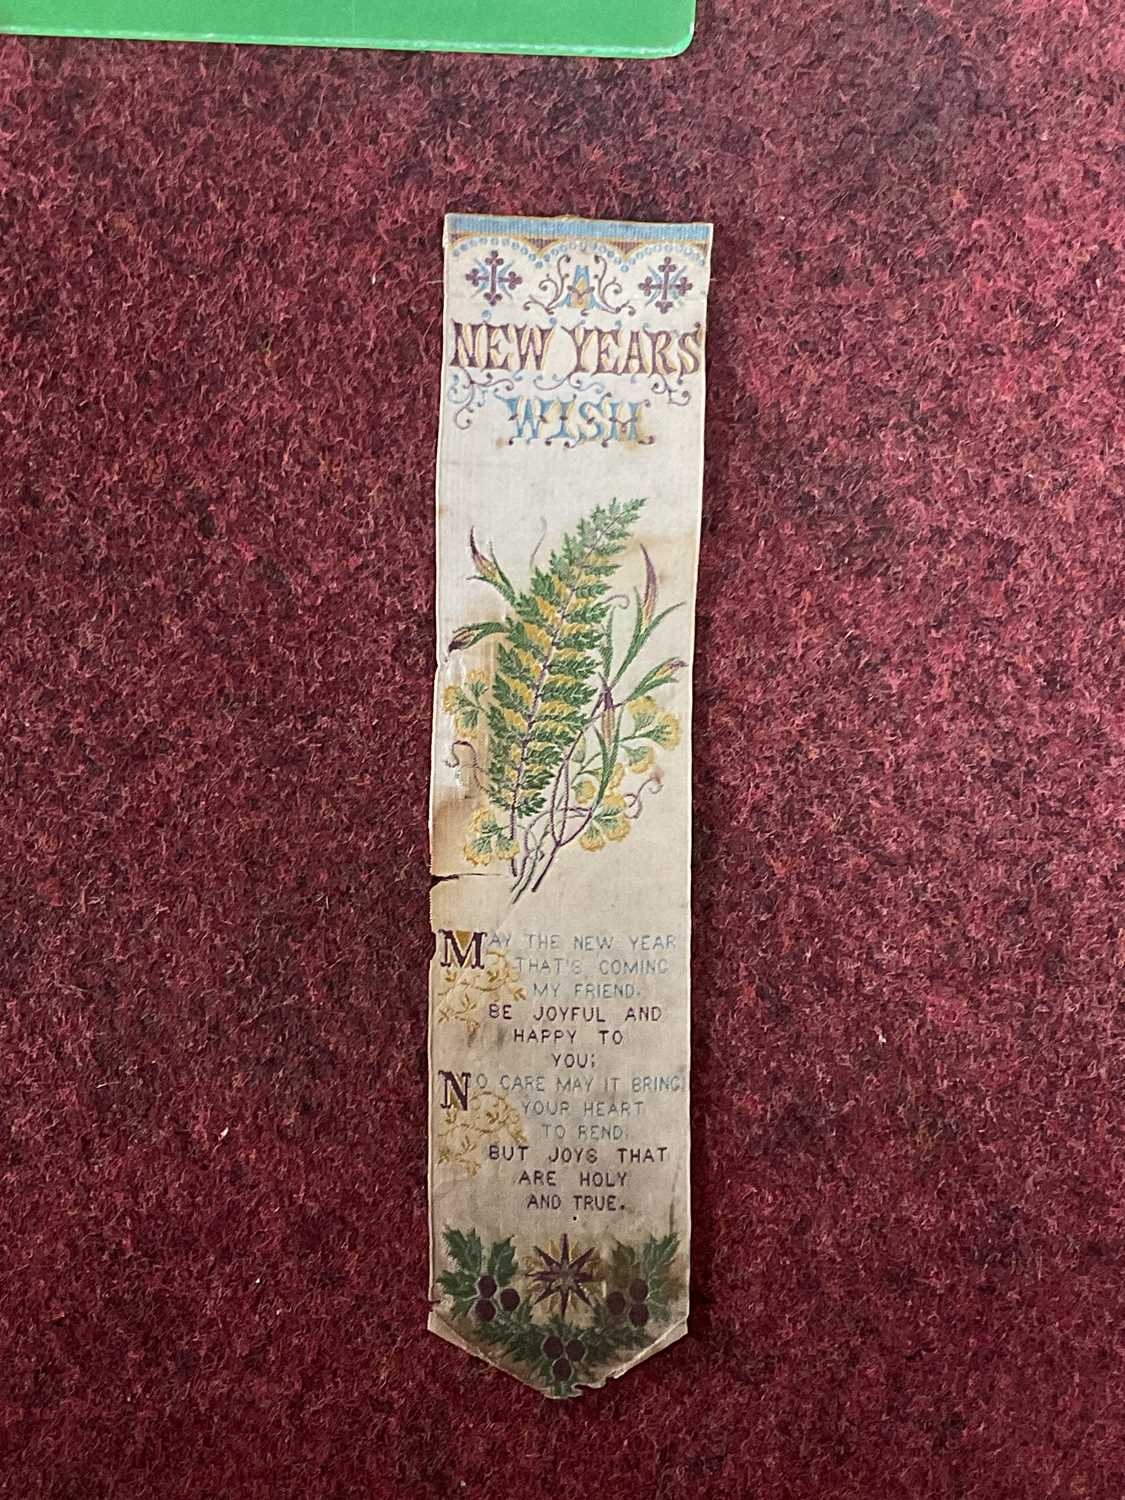 A
NEW YEARS
WISH
MAY THE NEW YEAR
THAT'S COMING
MY FRIEND.
BE JOYFUL AND
HAPPY TO
YOU;
NO CARE MAY IT BRING
YOUR HEART
TO REND,
BUT JOYS THAT
ARE HOLY
AND TRUE.